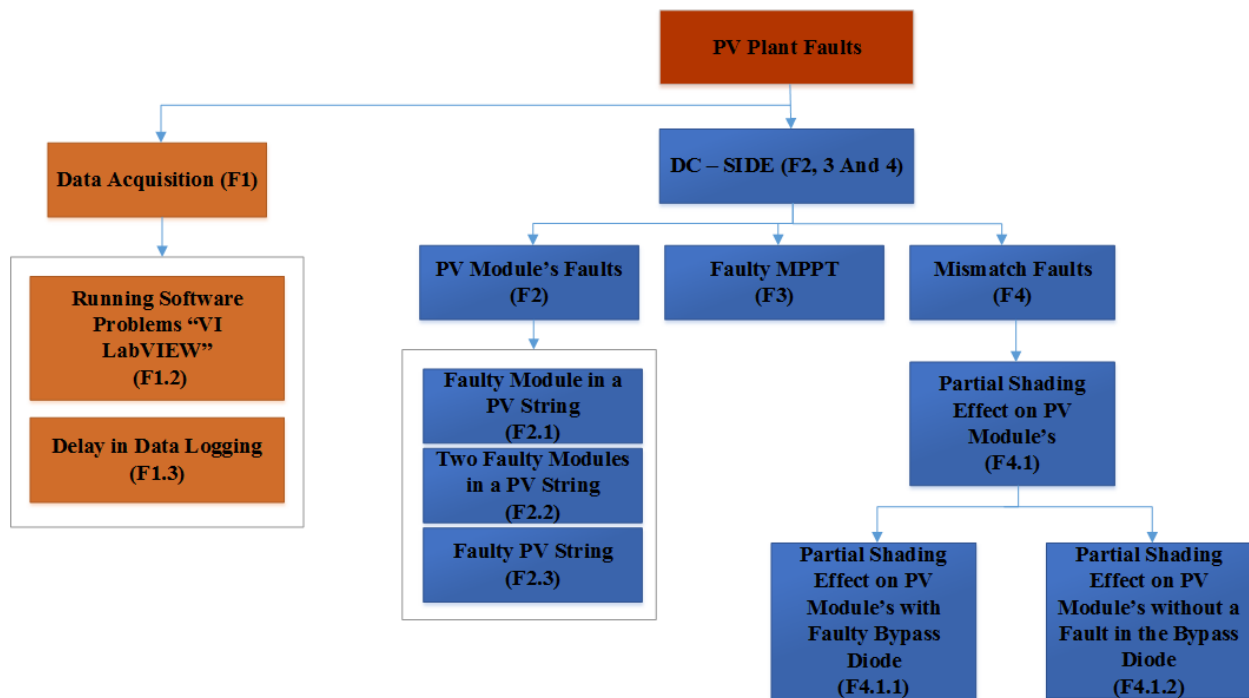 PV Plant Faults
Data Acquisition (F1)
DC – SIDE (F2, 3 And 4)
Running Software
Problems “VI
LabVIEW”
(F1.2)
Delay in Data Logging
(F1.3)
PV Module’s Faults
(F2)
Faulty MPPT
(F3)
Mismatch Faults
(F4)
Faulty Module in a
PV String
(F2.1)
Two Faulty Modules
in a PV String
(F2.2)
Faulty PV String
(F2.3)
Partial Shading
Effect on PV
Module’s
(F4.1)
Partial Shading
Effect on PV
Module’s with
Faulty Bypass
Diode
(F4.1.1)
Partial Shading
Effect on PV
Module’s without a
Fault in the Bypass
Diode
(F4.1.2)